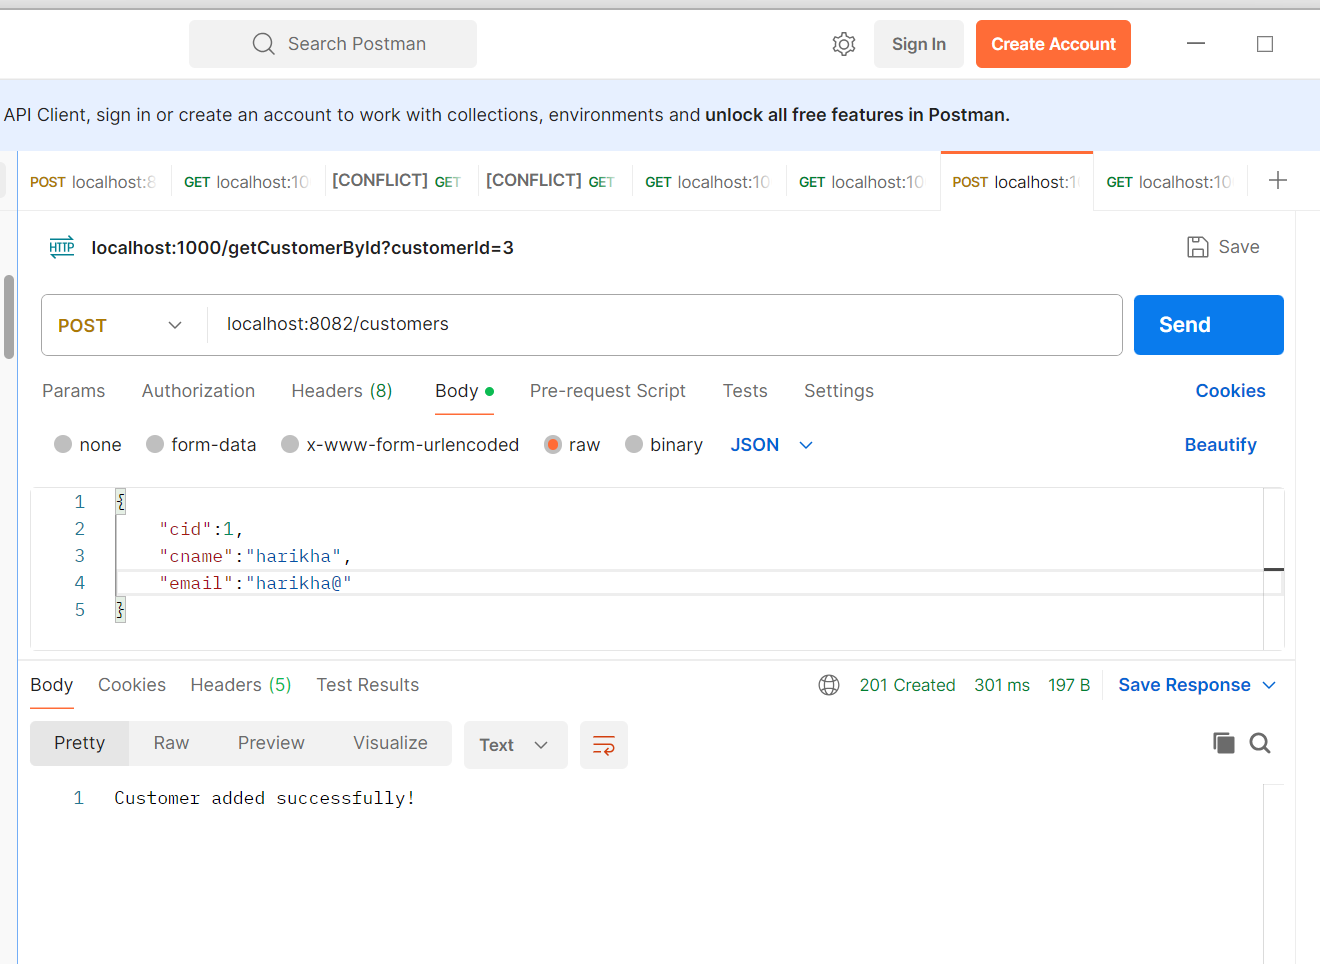 Search Postman
Sign In
Create Account
API Client, sign in or create an account to work with collections, environments and unlock all free features in Postman.
POST localhost:8
GET localhost:10
[CONFLICT] GET
[CONFLICT] GET
GET localhost:10
GET localhost:10
POST localhost:10
GET localhost:10
HTTP localhost:1000/getCustomerById?customerId=3
Save
POST
localhost:8082/customers
Send
Params Authorization Headers (8) Body Pre-request Script Tests Settings Cookies
none form-data x-www-form-urlencoded raw binary JSON Beautify
1 {
2 "cid":1,
3 "cname":"harikha",
4 "email":"harikha@"
5 }
Body Cookies Headers (5) Test Results 201 Created 301 ms 197 B Save Response
Pretty Raw Preview Visualize Text
1 Customer added successfully!